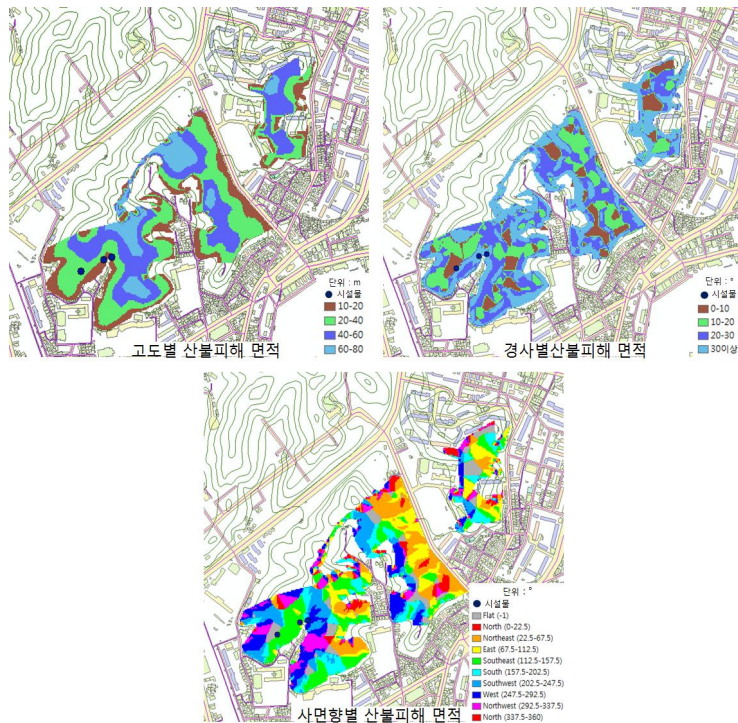 단위 : m
시설물
10-20
20-40
40-60
60-80
고도별 산불피해 면적
단위 : °
시설물
0-10
10-20
20-30
30이상
경사별산불피해 면적
단위 : °
시설물
Flat (-1)
North (0-22.5)
Northeast (22.5-67.5)
East (67.5-112.5)
Southeast (112.5-157.5)
South (157.5-202.5)
Southwest (202.5-247.5)
West (247.5-292.5)
Northwest (292.5-337.5)
North (337.5-360)
사면향별 산불피해 면적